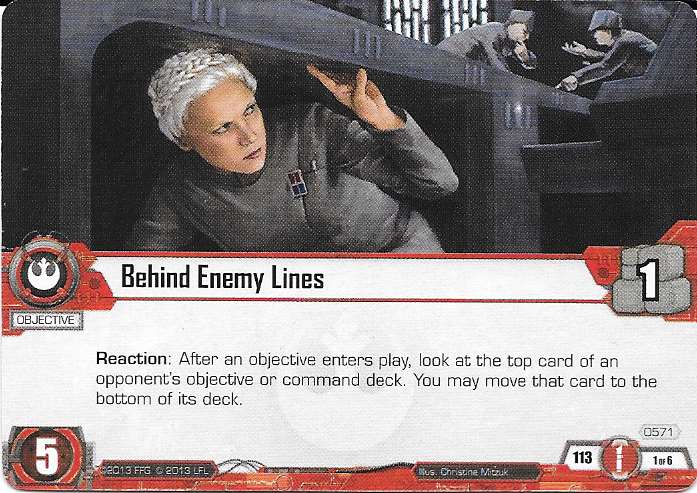 Behind Enemy Lines
1
OBJECTIVE
Reaction: After an objective enters play, look at the top card of an
opponent's objective or command deck. You may move that card to the
bottom of its deck.
0571
5
©2013 FFG © 2013 LFL
Illus. Christine Mitzuk
113
1 OF 6